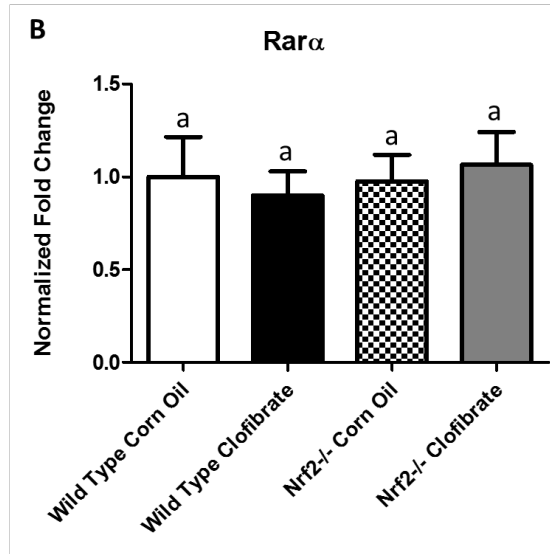 B
Rarα
Normalized Fold Change
1.5
1.0
0.5
0.0
a
a
a
a
Wild Type Corn Oil
Wild Type Clofibrate
Nrf2-/- Corn Oil
Nrf2-/- Clofibrate